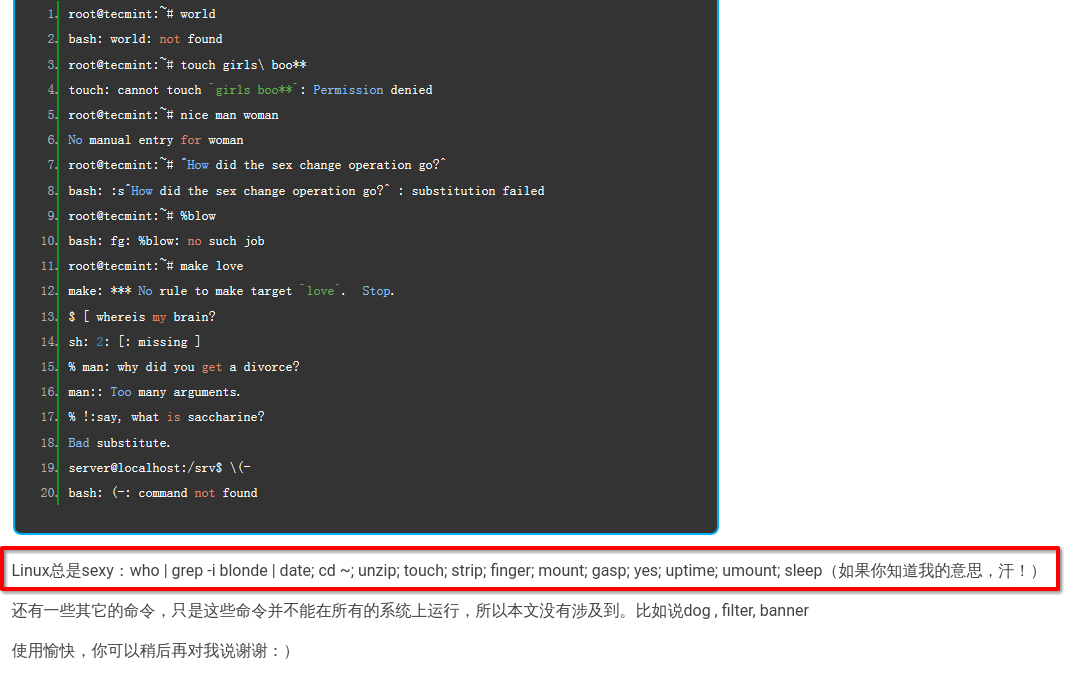 1. root@tecmint:~# world
2. bash: world: not found
3. root@tecmint:~# touch girls\ boo**
4. touch: cannot touch `girls boo**`: Permission denied
5. root@tecmint:~# nice man woman
6. No manual entry for woman
7. root@tecmint:~# ^How did the sex change operation go?^
8. bash: :s^How did the sex change operation go?^ : substitution failed
9. root@tecmint:~# %blow
10. bash: fg: %blow: no such job
11. root@tecmint:~# make love
12. make: *** No rule to make target `love`.  Stop.
13. $ [ whereis my brain?
14. sh: 2: [: missing ]
15. % man: why did you get a divorce?
16. man:: Too many arguments.
17. % !:say, what is saccharine?
18. Bad substitute.
19. server@localhost:/srv$ \(-
20. bash: (-: command not found
Linux总是sexy：who | grep -i blonde | date; cd ~; unzip; touch; strip; finger; mount; gasp; yes; uptime; umount; sleep（如果你知道我的意思，汗！）
还有一些其它的命令，只是这些命令并不能在所有的系统上运行，所以本文没有涉及到。比如说dog , filter, banner
使用愉快，你可以稍后再对我说谢谢：）